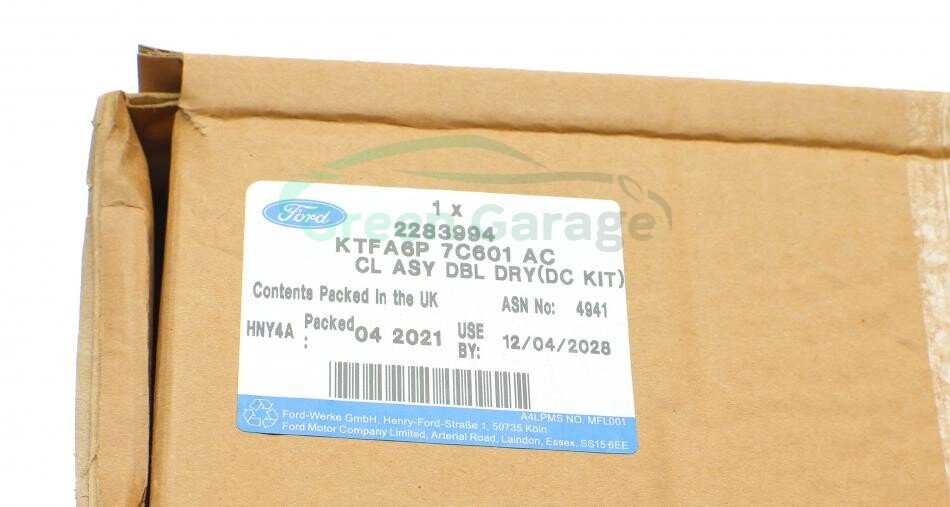 Green Garage
Ford
1 x
2283994
KTFA6P 7C601 AC
CL ASY DBL DRY(DC KIT)
Contents Packed in the UK ASN No: 4941
HNY4A Packed : 04 2021 USE BY: 12/04/2028
A4LPMS NO. MFL001
Ford-Werke GmbH, Henry-Ford-Straße 1, 50735 Köln
Ford Motor Company Limited, Arterial Road, Laindon, Essex. SS15 6EE